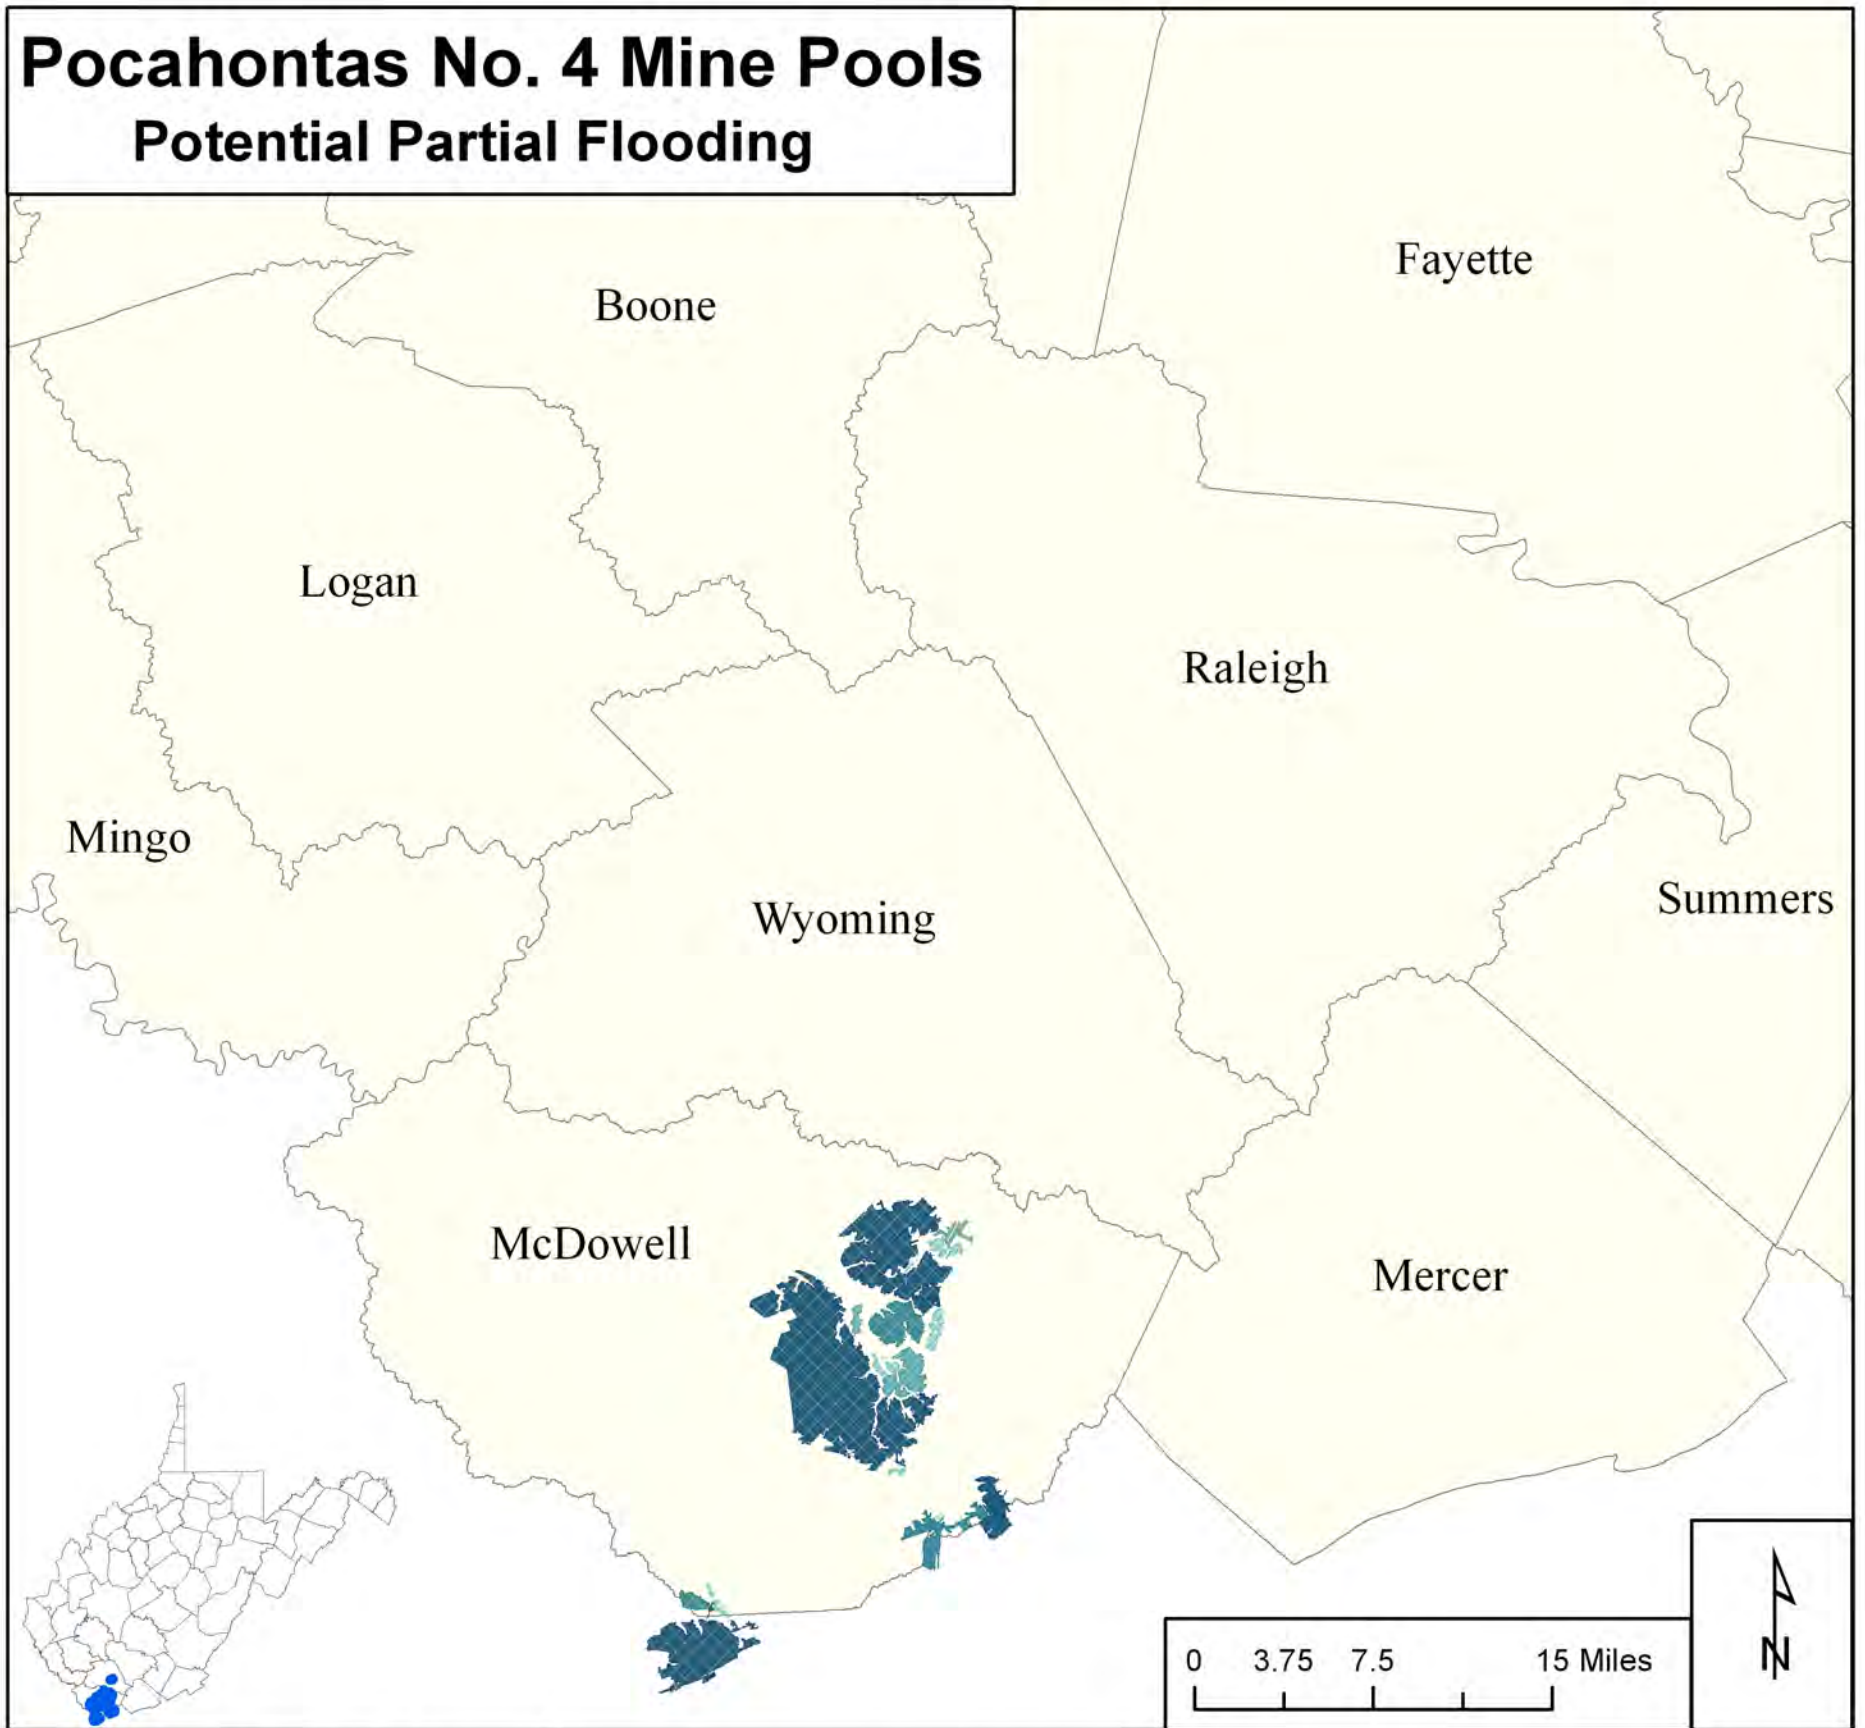 Pocahontas No. 4 Mine Pools
Potential Partial Flooding
Fayette
Boone
Logan
Raleigh
Mingo
Summers
Wyoming
McDowell
Mercer
0 3.75 7.5 15 Miles
N